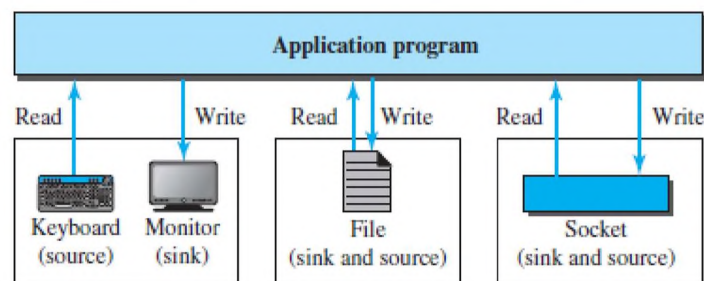 Application program
Read
Write
Read
Write
Read
Write
Keyboard
(source)
Monitor
(sink)
File
(sink and source)
Socket
(sink and source)